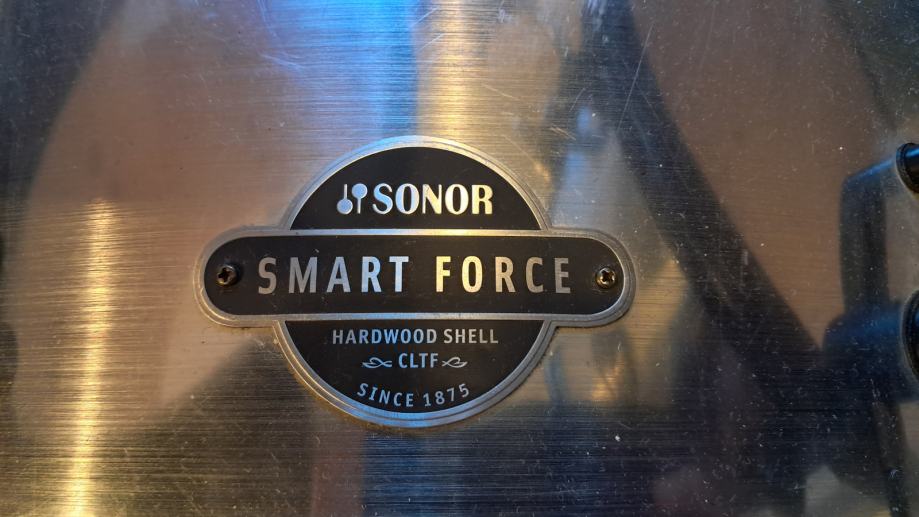 SONOR
SMART FORCE
HARDWOOD SHELL
CLTF
SINCE 1875